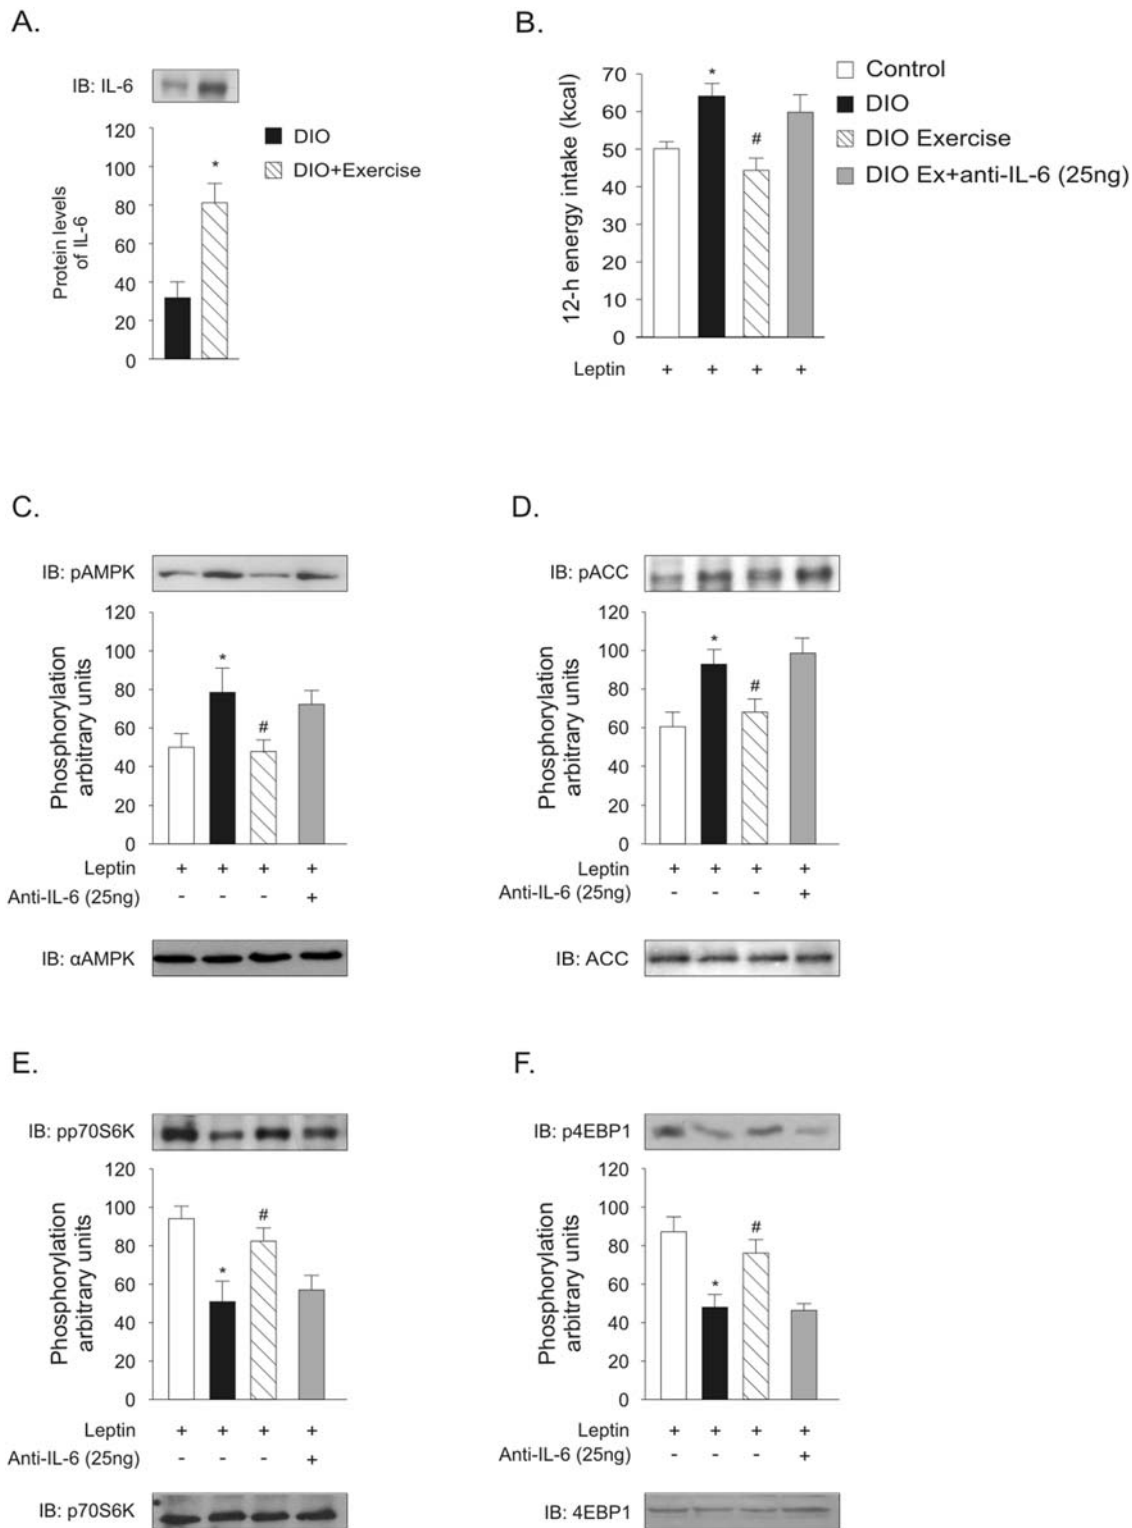 A.
IB: IL-6
120
100
80
60
40
20
0
Protein levels
of IL-6
*
DIO
DIO+Exercise
B.
70
60
50
40
30
20
10
0
12-h energy intake (kcal)
*
#
Control
DIO
DIO Exercise
DIO Ex+anti-IL-6 (25ng)
Leptin + + + +
C.
IB: pAMPK
120
100
80
60
40
20
0
Phosphorylation
arbitrary units
*
#
Leptin + + + +
Anti-IL-6 (25ng) - - - +
IB: αAMPK
D.
IB: pACC
120
100
80
60
40
20
0
Phosphorylation
arbitrary units
*
#
Leptin + + + +
Anti-IL-6 (25ng) - - - +
IB: ACC
E.
IB: pp70S6K
120
100
80
60
40
20
0
Phosphorylation
arbitrary units
*
#
Leptin + + + +
Anti-IL-6 (25ng) - - - +
IB: p70S6K
F.
IB: p4EBP1
120
100
80
60
40
20
0
Phosphorylation
arbitrary units
*
#
Leptin + + + +
Anti-IL-6 (25ng) - - - +
IB: 4EBP1